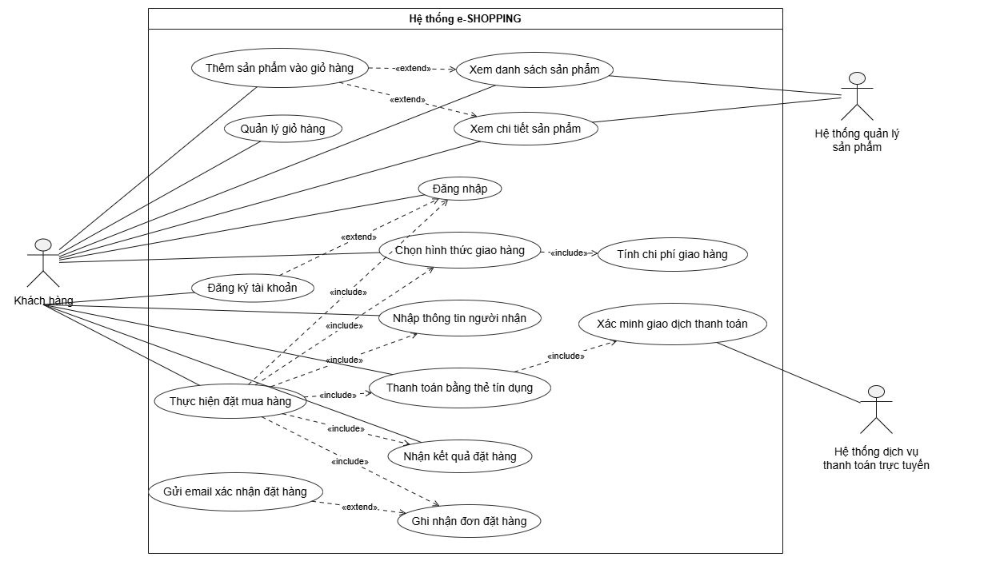 Hệ thống e-SHOPPING
Thêm sản phẩm vào giỏ hàng
«extend»
Xem danh sách sản phẩm
«extend»
Quản lý giỏ hàng
Xem chi tiết sản phẩm
Hệ thống quản lý
sản phẩm
Đăng nhập
«extend»
Chọn hình thức giao hàng
«include»
Tính chi phí giao hàng
Đăng ký tài khoản
«include»
Khách hàng
Nhập thông tin người nhận
«include»
Xác minh giao dịch thanh toán
«include»
«include»
Thanh toán bằng thẻ tín dụng
Thực hiện đặt mua hàng
«include»
«include»
Nhận kết quả đặt hàng
Hệ thống dịch vụ
thanh toán trực tuyến
«include»
Gửi email xác nhận đặt hàng
«extend»
Ghi nhận đơn đặt hàng